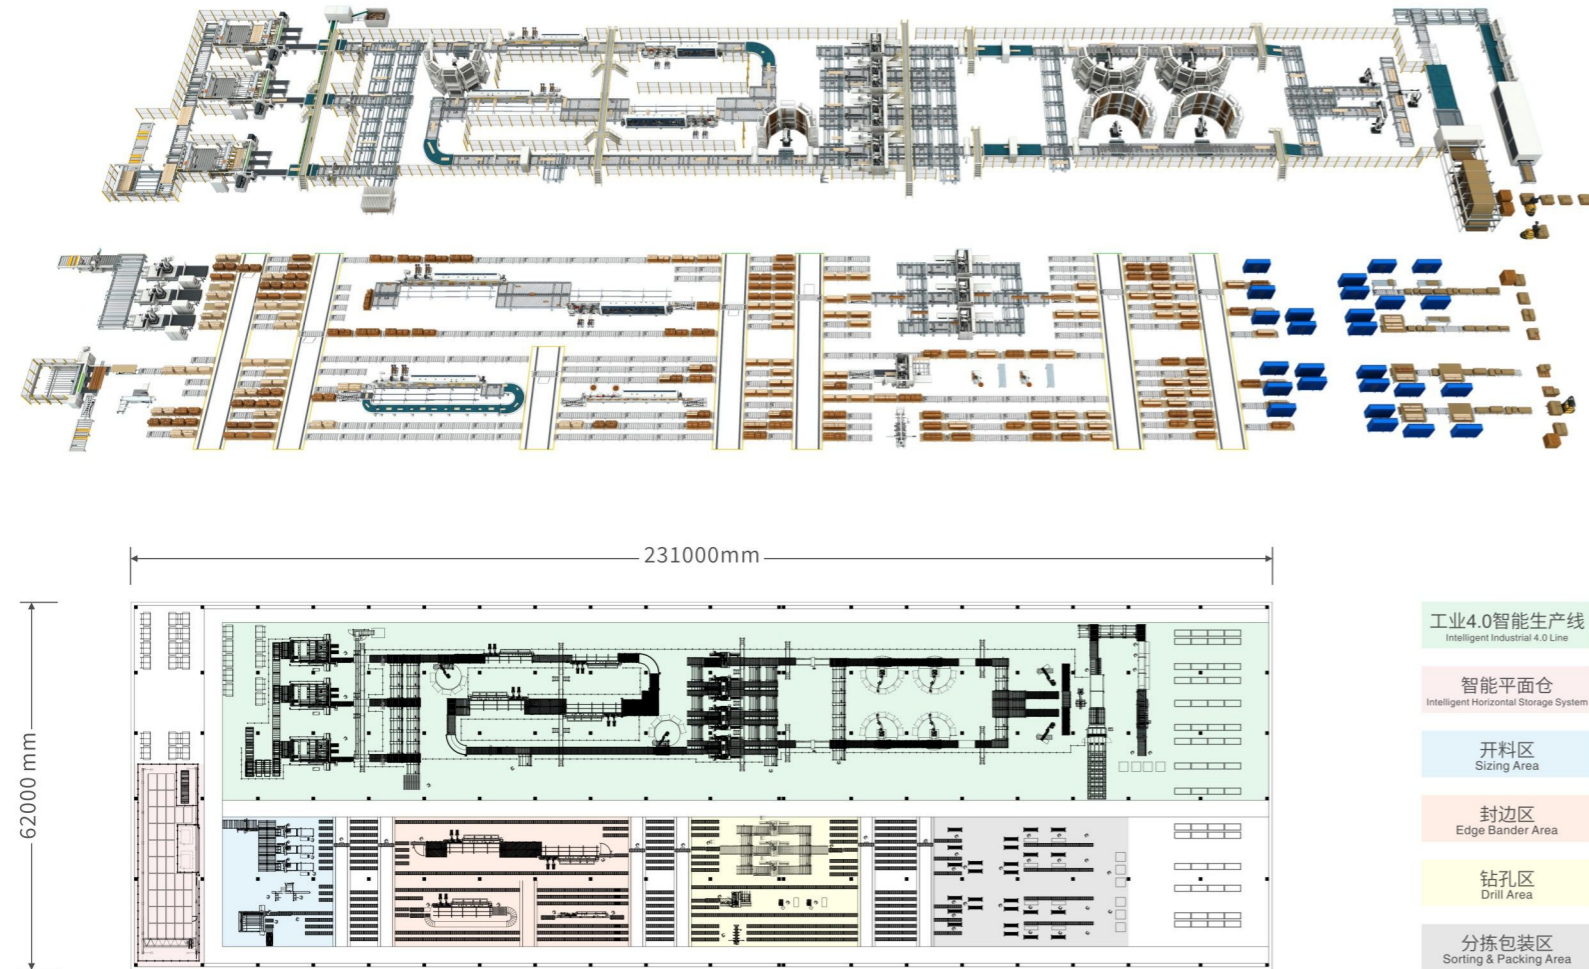 231000mm
62000 mm
工业4.0智能生产线
Intelligent Industrial 4.0 Line
智能平面仓
Intelligent Horizontal Storage System
开料区
Sizing Area
封边区
Edge Bander Area
钻孔区
Drill Area
分拣包装区
Sorting & Packing Area